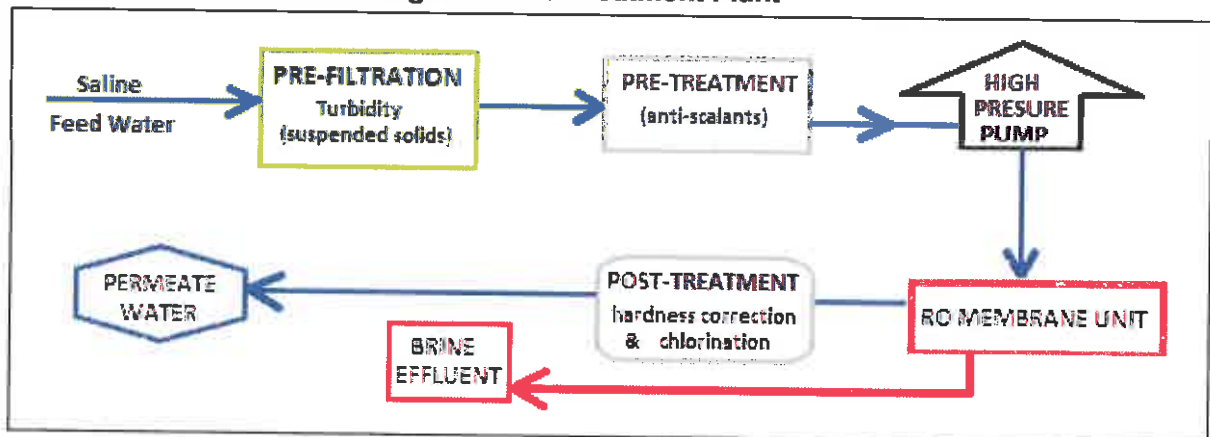 Saline
Feed Water
PRE-FILTRATION
Turbidity
(suspended solids)
PRE-TREATMENT
(anti-scalants)
HIGH
PRESURE
PUMP
PERMEATE
WATER
POST-TREATMENT
hardness correction
& chlorination
RO MEMBRANE UNIT
BRINE
EFFLUENT